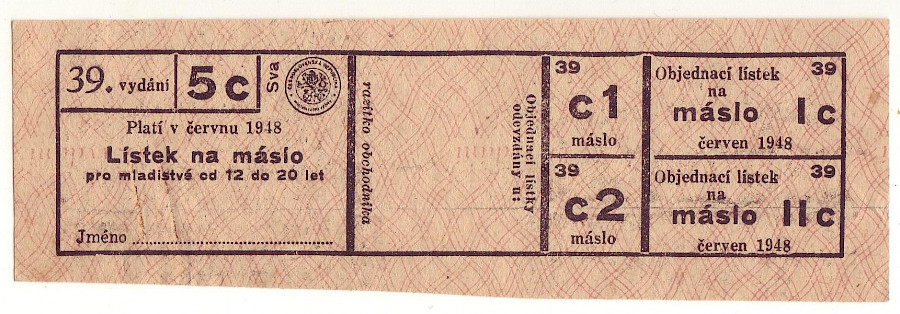 39. vydání
5c
Sva
Platí v červnu 1948
Lístek na máslo
pro mladistvé od 12 do 20 let
Jméno
razítko obchodníka
Objednací lístky
odevzdány u:
39
c1
máslo
39
c2
máslo
Objednací lístek 39
na
máslo Ic
červen 1948
Objednací lístek 39
na
máslo IIc
červen 1948